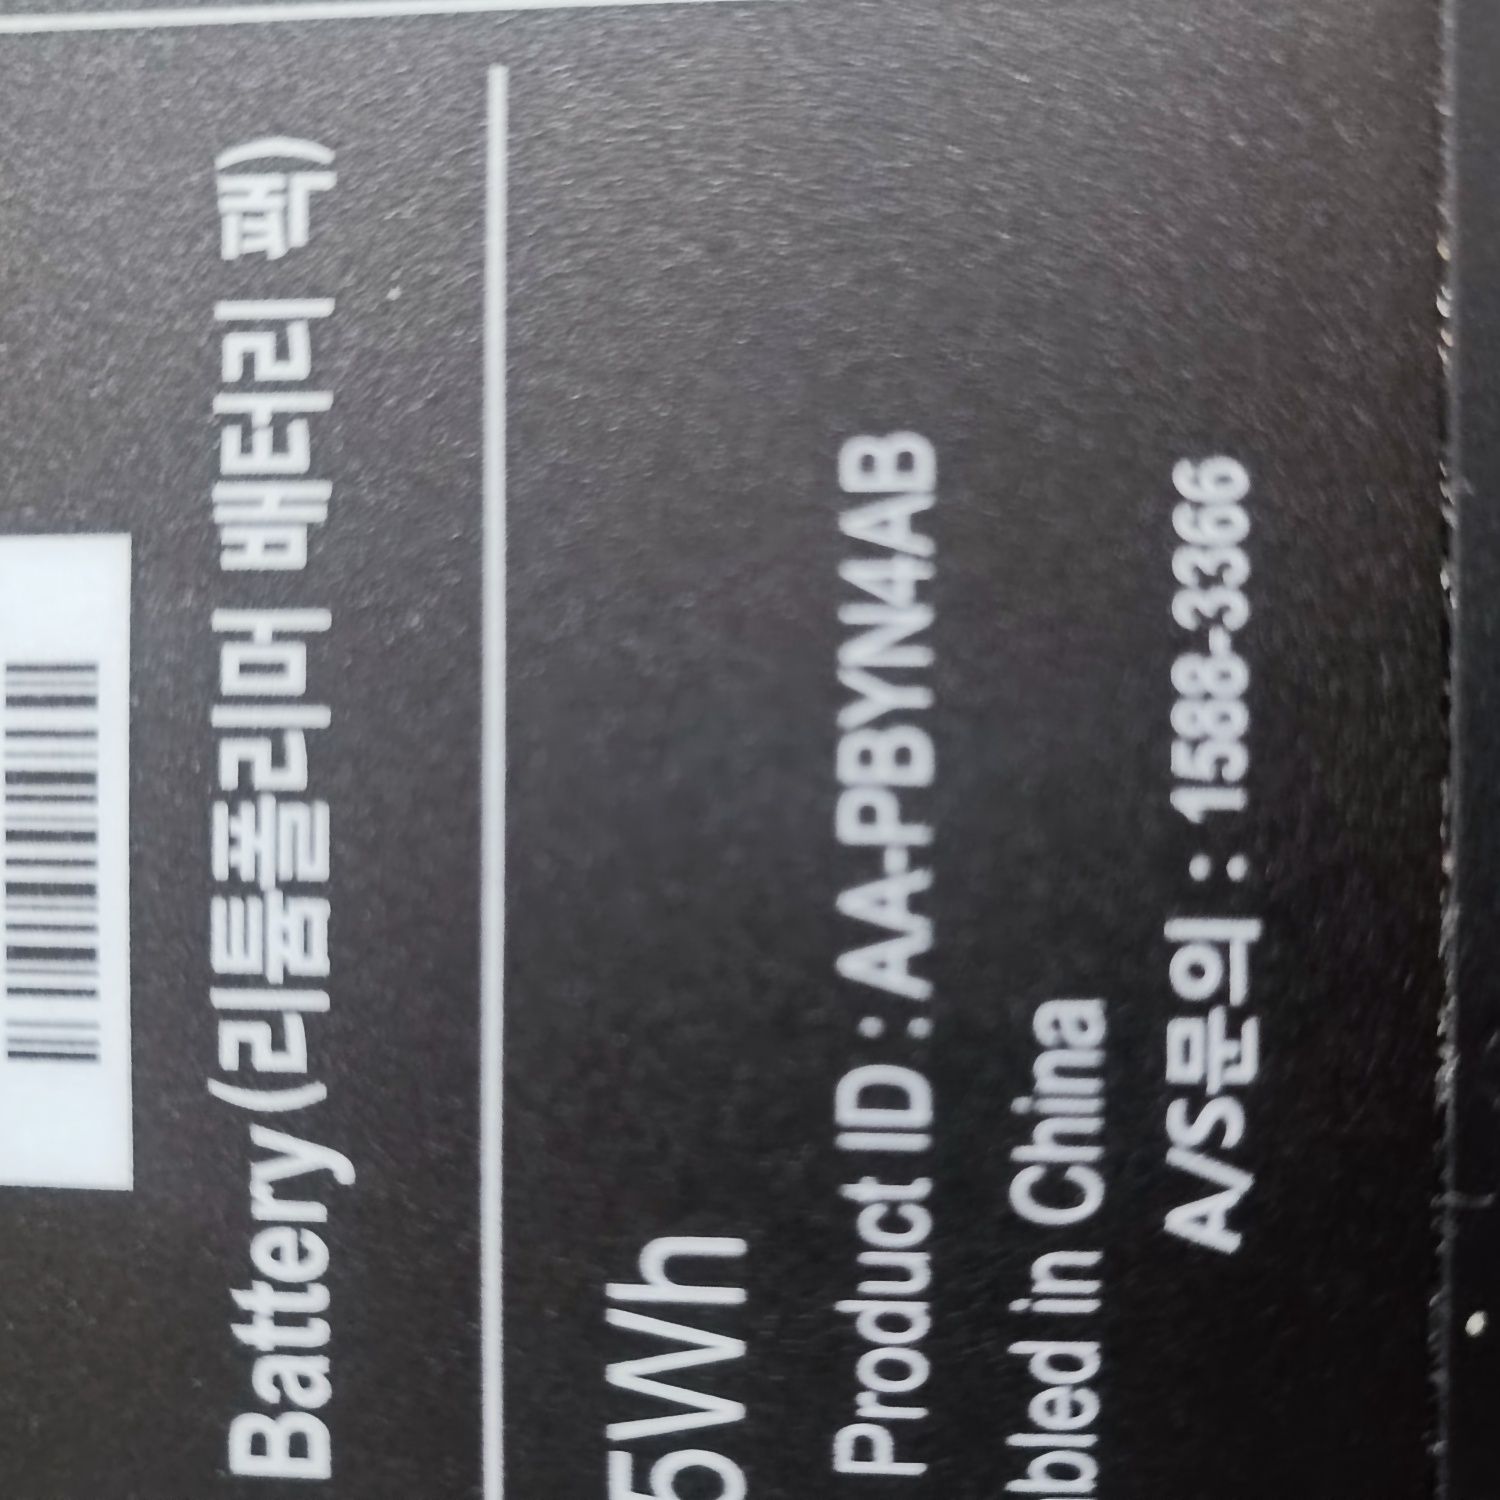 Battery (리튬폴리머 배터리 팩)
5Wh
Product ID : AA-PBYN4AB
bled in China
A/S문의 : 1588-3366